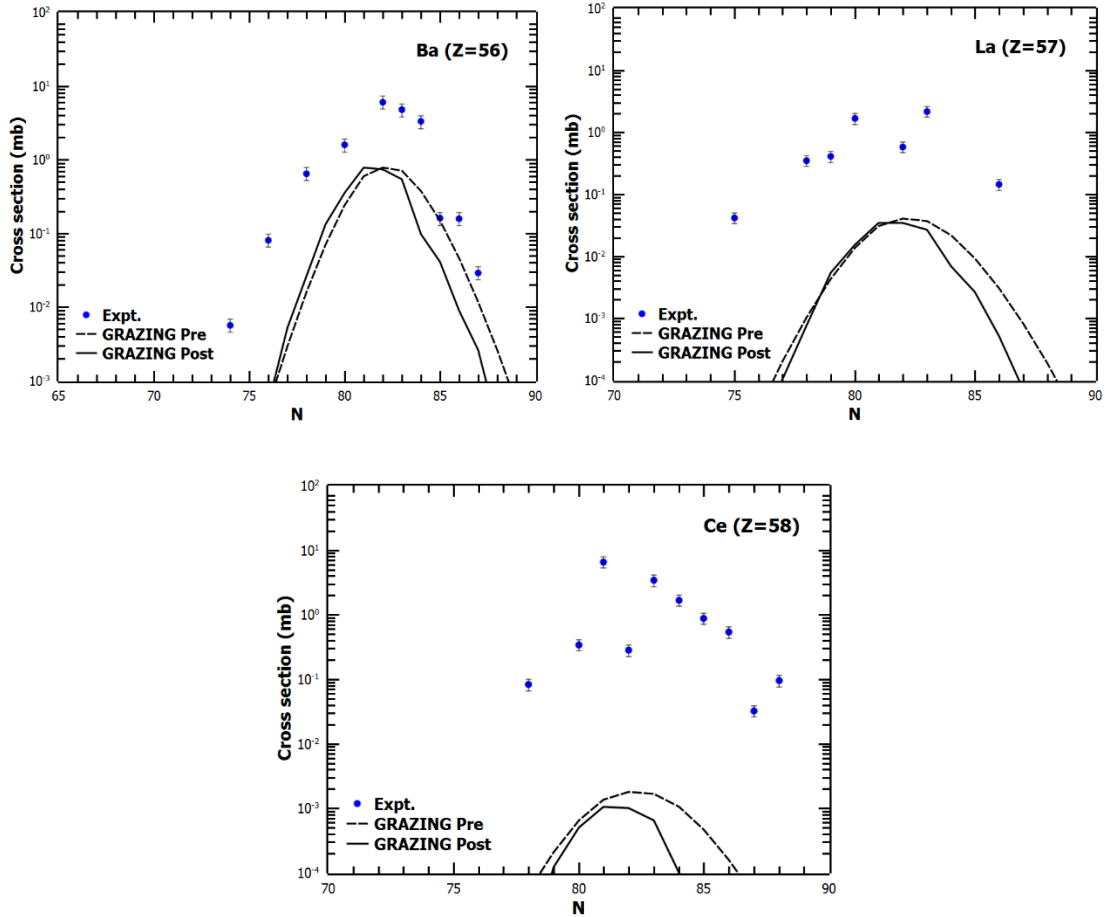 Ba (Z=56)
Cross section (mb)
10²
10¹
10⁰
10⁻¹
10⁻²
10⁻³
Expt.
GRAZING Pre
GRAZING Post
65 70 75 80 85 90
N
La (Z=57)
Cross section (mb)
10²
10¹
10⁰
10⁻¹
10⁻²
10⁻³
10⁻⁴
Expt.
GRAZING Pre
GRAZING Post
70 75 80 85 90
N
Ce (Z=58)
Cross section (mb)
10²
10¹
10⁰
10⁻¹
10⁻²
10⁻³
10⁻⁴
Expt.
GRAZING Pre
GRAZING Post
70 75 80 85 90
N